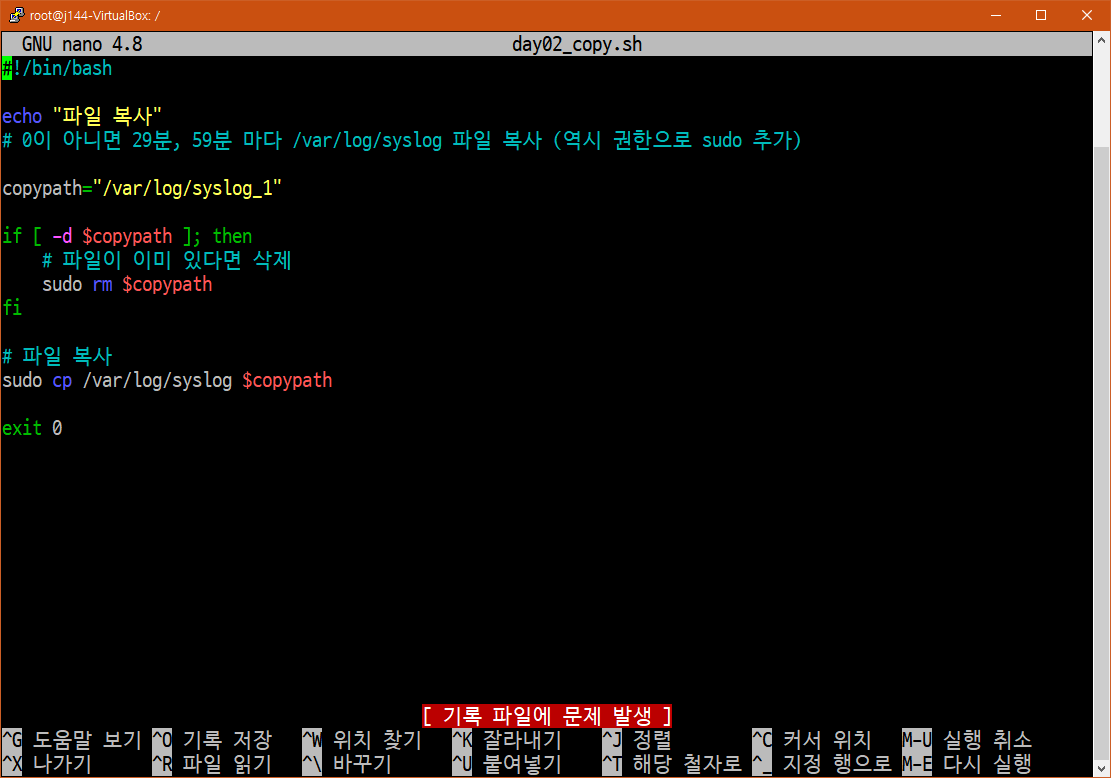 root@j144-VirtualBox: /
GNU nano 4.8 day02_copy.sh
#!/bin/bash
echo "파일 복사"
# 0이 아니면 29분, 59분 마다 /var/log/syslog 파일 복사 (역시 권한으로 sudo 추가)
copypath="/var/log/syslog_1"
if [ -d $copypath ]; then
# 파일이 이미 있다면 삭제
sudo rm $copypath
fi
# 파일 복사
sudo cp /var/log/syslog $copypath
exit 0
[ 기록 파일에 문제 발생 ]
^G 도움말 보기 ^O 기록 저장 ^W 위치 찾기 ^K 잘라내기 ^J 정렬 ^C 커서 위치 M-U 실행 취소
^X 나가기 ^R 파일 읽기 ^\ 바꾸기 ^U 붙여넣기 ^T 해당 철자로 ^_ 지정 행으로 M-E 다시 실행